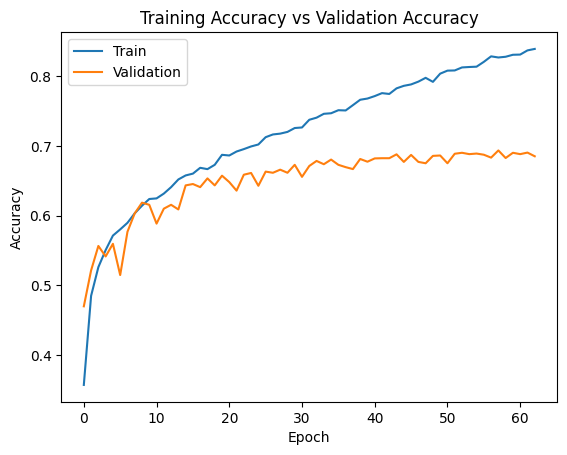 Training Accuracy vs Validation Accuracy
Train
Validation
Accuracy
0.8
0.7
0.6
0.5
0.4
0 10 20 30 40 50 60
Epoch